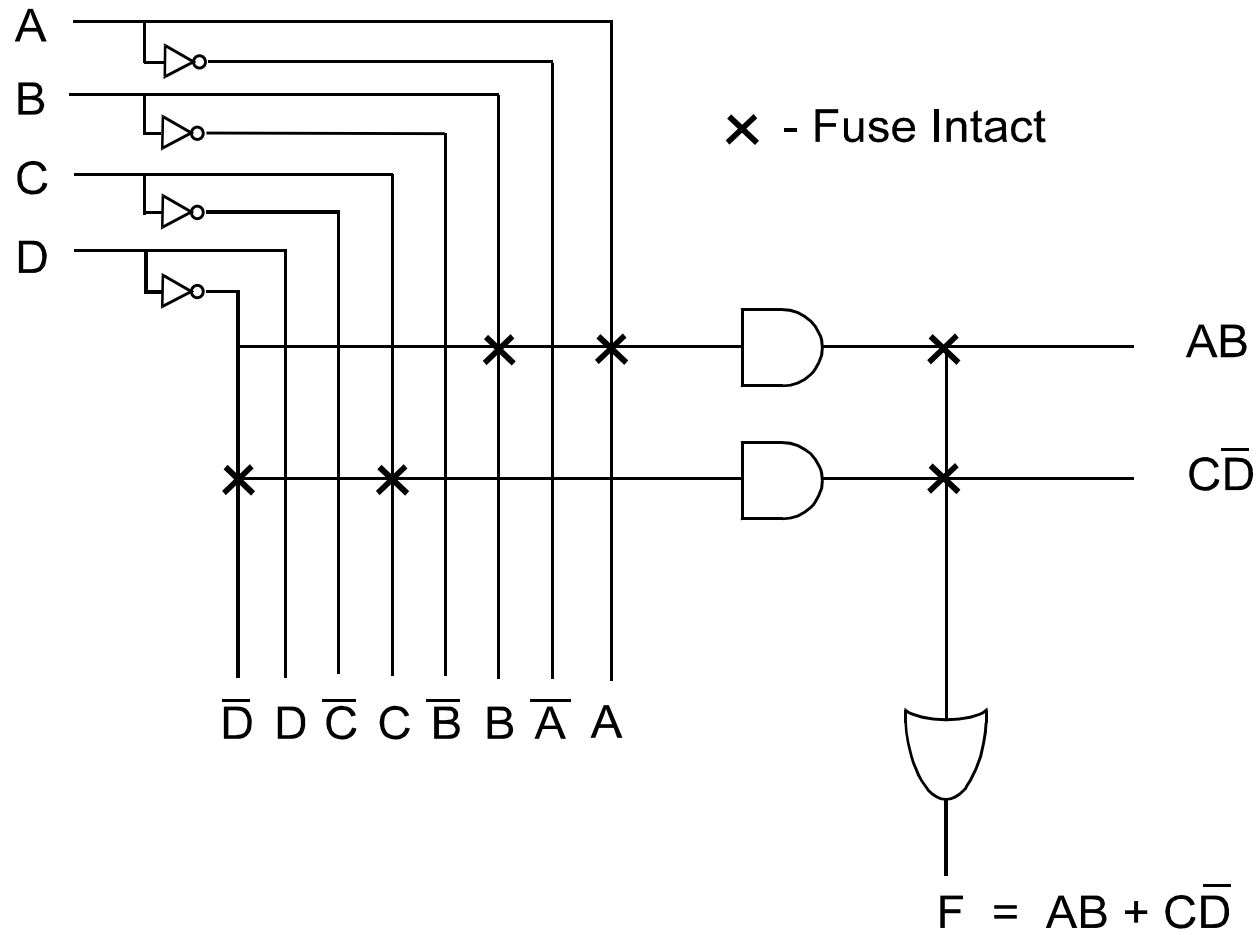 A
B
✕ - Fuse Intact
C
D
AB
CD̅
D̅ D C̅ C B̅ B A̅ A
F = AB + CD̅